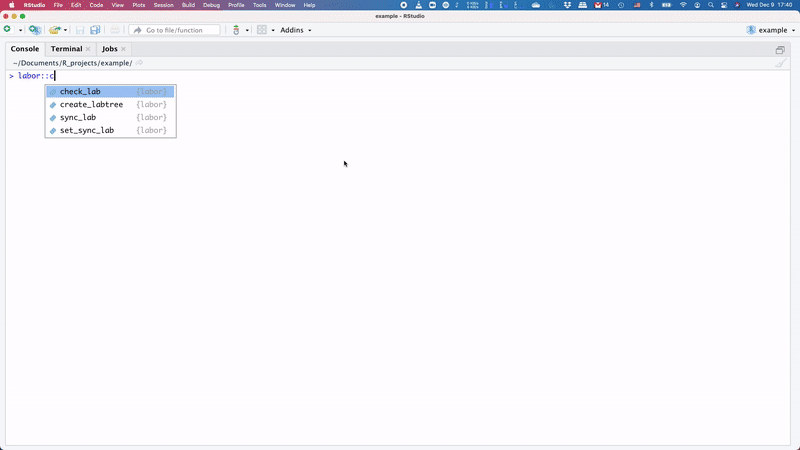 RStudio File Edit Code View Plots Session Build Debug Profile Tools Window Help 14 Wed Dec 9 17:40
example - RStudio
Go to file/function Addins example
Console Terminal Jobs
~/Documents/R_projects/example/
> labor::c
check_lab {labor}
create_labtree {labor}
sync_lab {labor}
set_sync_lab {labor}